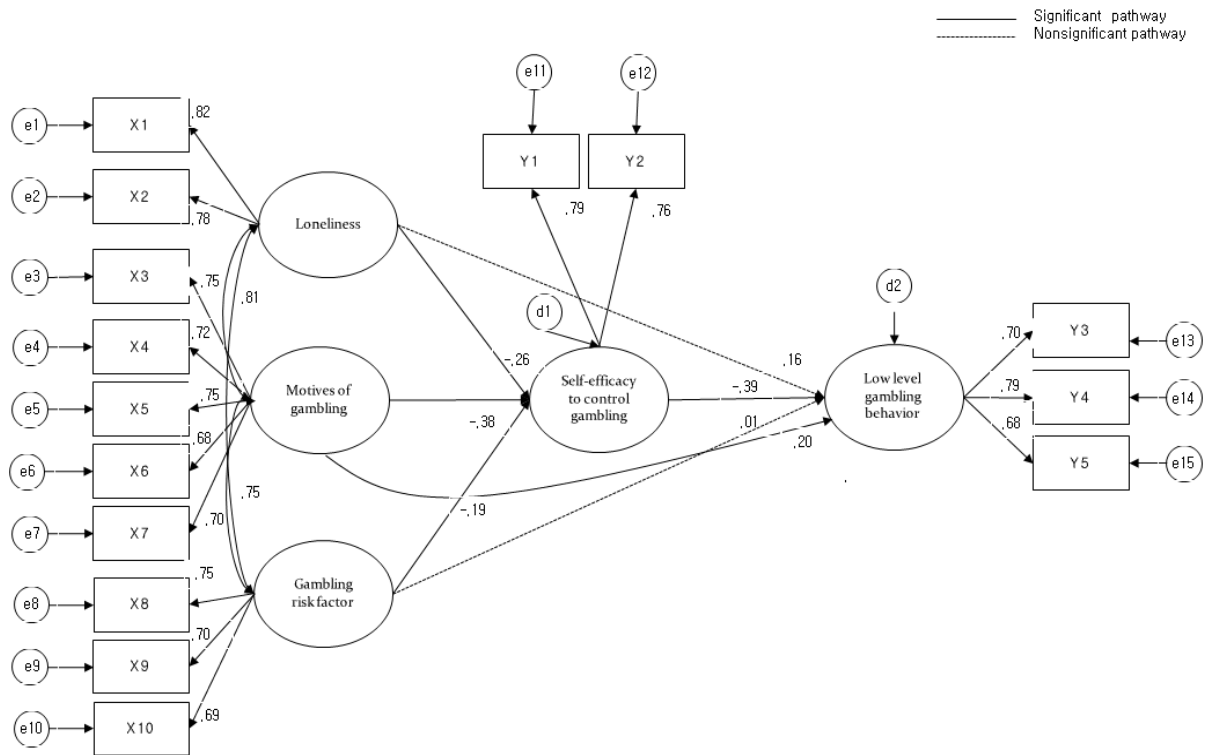 Significant pathway
Nonsignificant pathway
e11
e12
e1
X1
.82
Y1
Y2
e2
X2
.78
Loneliness
.79
.76
e3
X3
.75
.81
d1
d2
e4
X4
.72
-.26
.16
.70
Y3
e13
e5
X5
.75
Motives of
gambling
Self-efficacy
to control
gambling
-.39
Low level
gambling
behavior
.79
Y4
e14
e6
X6
.68
-.38
.01
.20
.68
Y5
e15
e7
X7
.70
.75
-.19
e8
X8
.75
Gambling
risk factor
e9
X9
.70
e10
X10
.69